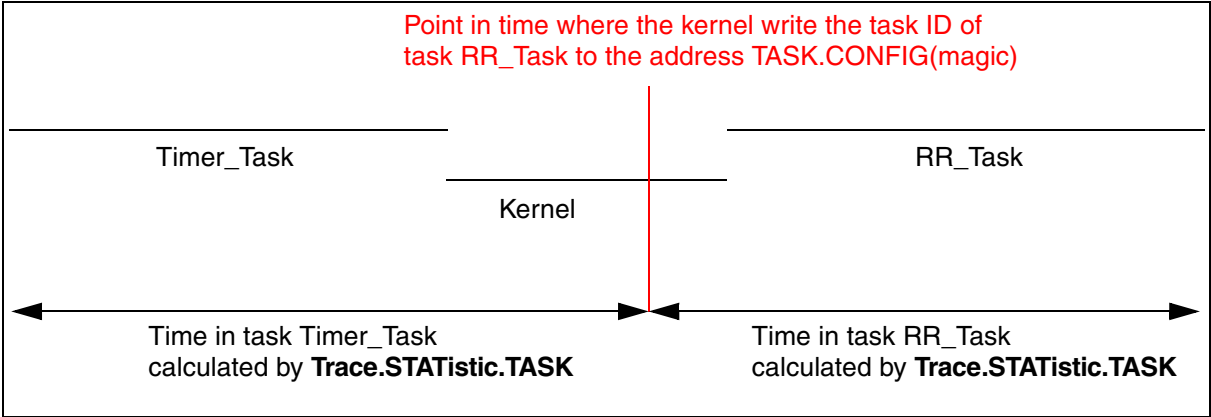 Point in time where the kernel write the task ID of
task RR_Task to the address TASK.CONFIG(magic)
Timer_Task
RR_Task
Kernel
Time in task Timer_Task
calculated by Trace.STATistic.TASK
Time in task RR_Task
calculated by Trace.STATistic.TASK